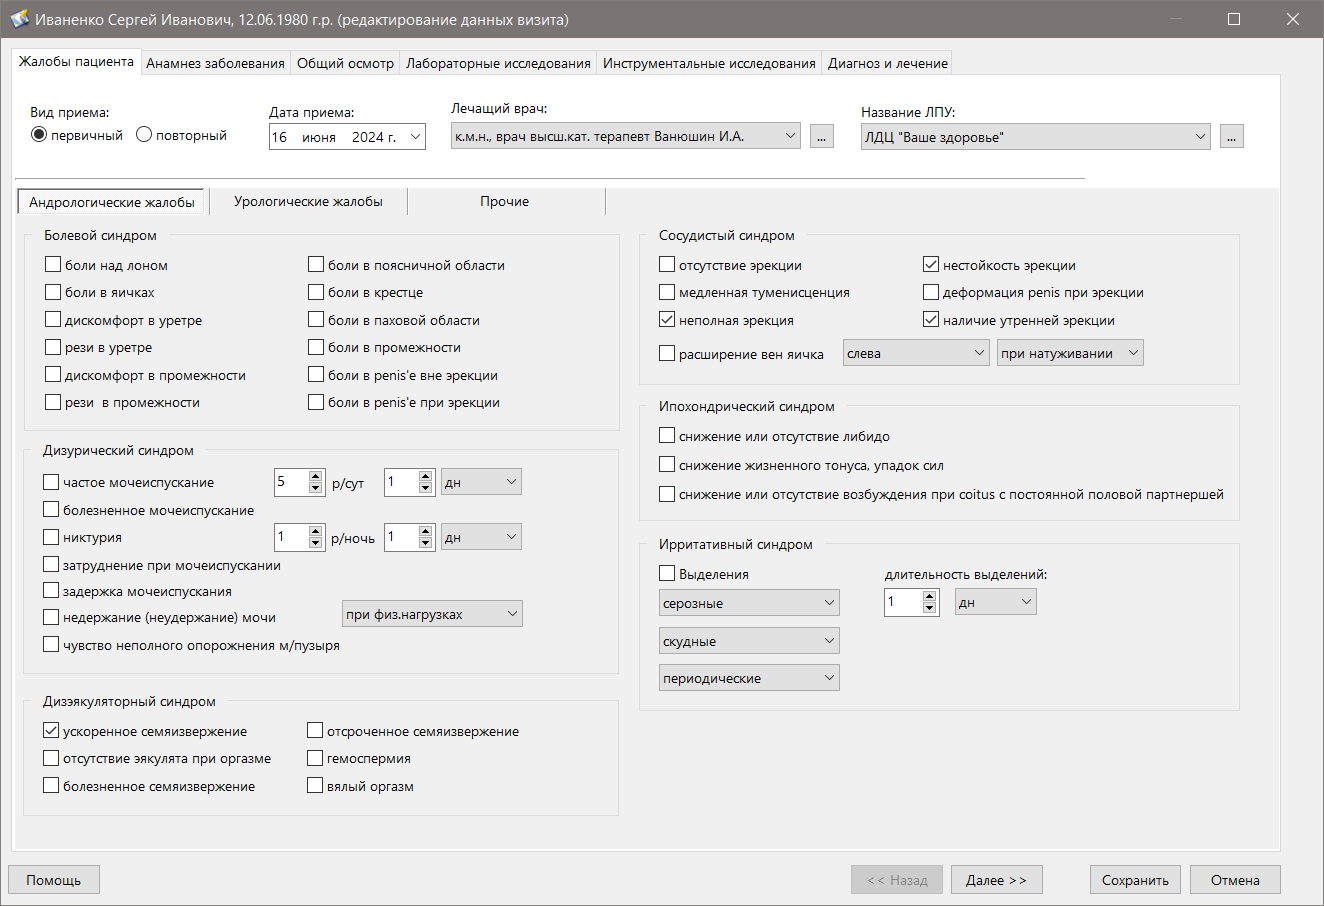 Иваненко Сергей Иванович, 12.06.1980 г.р. (редактирование данных визита)
Жалобы пациента Анамнез заболевания Общий осмотр Лабораторные исследования Инструментальные исследования Диагноз и лечение
Вид приема:
первичный повторный
Дата приема:
16 июня 2024 г.
Лечащий врач:
к.м.н., врач высш.кат. терапевт Ванюшин И.А. ...
Название ЛПУ:
ЛДЦ "Ваше здоровье" ...
Андрологические жалобы Урологические жалобы Прочие
Болевой синдром
боли над лоном боли в поясничной области
боли в яичках боли в крестце
дискомфорт в уретре боли в паховой области
рези в уретре боли в промежности
дискомфорт в промежности боли в penis'е вне эрекции
рези в промежности боли в penis'е при эрекции
Дизурический синдром
частое мочеиспускание 5 р/сут 1 дн
болезненное мочеиспускание
никтурия 1 р/ночь 1 дн
затруднение при мочеиспускании
задержка мочеиспускания
недержание (неудержание) мочи при физ.нагрузках
чувство неполного опорожнения м/пузыря
Дизэякуляторный синдром
ускоренное семяизвержение отсроченное семяизвержение
отсутствие эякулята при оргазме гемоспермия
болезненное семяизвержение вялый оргазм
Сосудистый синдром
отсутствие эрекции нестойкость эрекции
медленная туменисценция деформация penis при эрекции
неполная эрекция наличие утренней эрекции
расширение вен яичка слева при натуживании
Ипохондрический синдром
снижение или отсутствие либидо
снижение жизненного тонуса, упадок сил
снижение или отсутствие возбуждения при coitus с постоянной половой партнершей
Ирритативный синдром
Выделения длительность выделений:
серозные 1 дн
скудные
периодические
Помощь << Назад Далее >> Сохранить Отмена